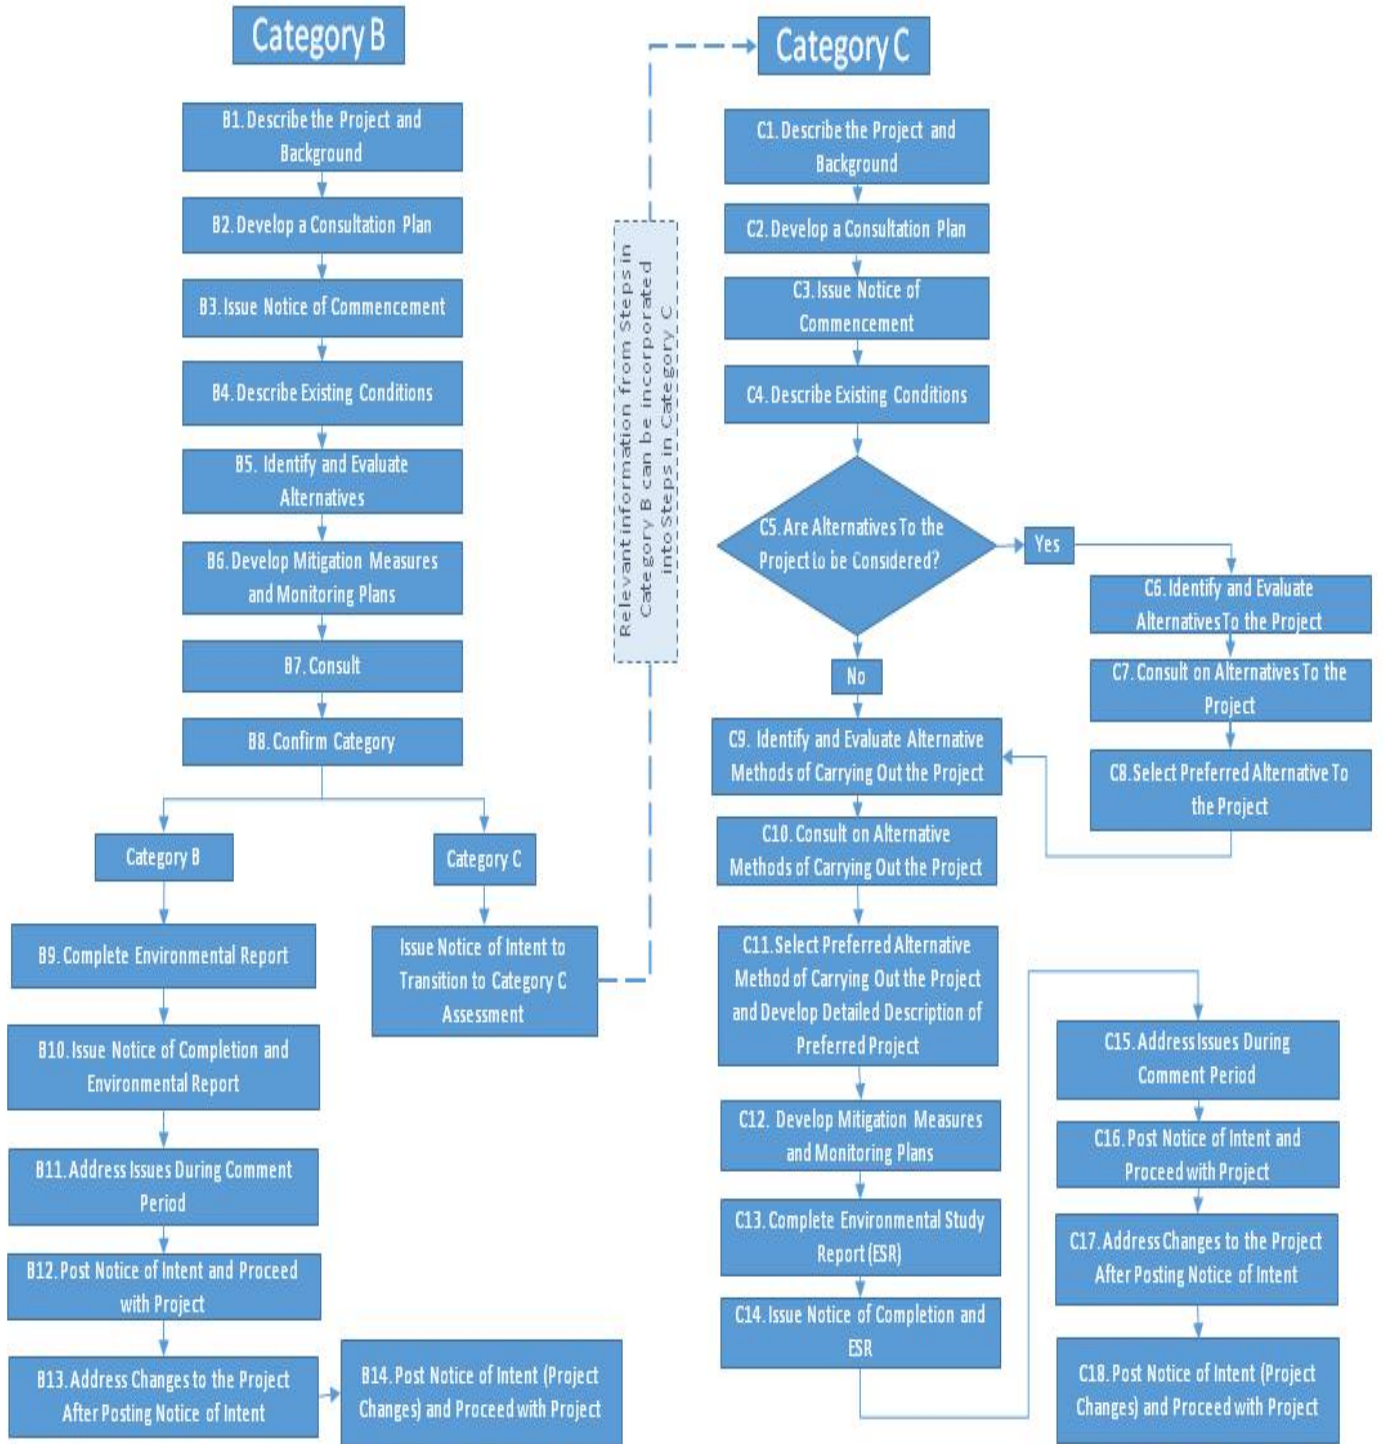 Category B
B1. Describe the Project and
Background
B2. Develop a Consultation Plan
B3. Issue Notice of Commencement
B4. Describe Existing Conditions
B5. Identify and Evaluate
Alternatives
B6. Develop Mitigation Measures
and Monitoring Plans
B7. Consult
B8. Confirm Category
Category B
Category C
B9. Complete Environmental Report
Issue Notice of Intent to
Transition to Category C
Assessment
B10. Issue Notice of Completion and
Environmental Report
B11. Address Issues During Comment
Period
B12. Post Notice of Intent and Proceed
with Project
B13. Address Changes to the Project
After Posting Notice of Intent
B14. Post Notice of Intent (Project
Changes) and Proceed with Project
Relevant information from Steps in
Category B can be incorporated
into Steps in Category C
Category C
C1. Describe the Project and
Background
C2. Develop a Consultation Plan
C3. Issue Notice of
Commencement
C4. Describe Existing Conditions
C5. Are Alternatives To the
Project to be Considered?
Yes
No
C6. Identify and Evaluate
Alternatives To the Project
C7. Consult on Alternatives To the
Project
C8. Select Preferred Alternative To
the Project
C9. Identify and Evaluate Alternative
Methods of Carrying Out the Project
C10. Consult on Alternative
Methods of Carrying Out the Project
C11. Select Preferred Alternative
Method of Carrying Out the Project
and Develop Detailed Description of
Preferred Project
C12. Develop Mitigation Measures
and Monitoring Plans
C13. Complete Environmental Study
Report (ESR)
C14. Issue Notice of Completion and
ESR
C15. Address Issues During
Comment Period
C16. Post Notice of Intent and
Proceed with Project
C17. Address Changes to the Project
After Posting Notice of Intent
C18. Post Notice of Intent (Project
Changes) and Proceed with Project